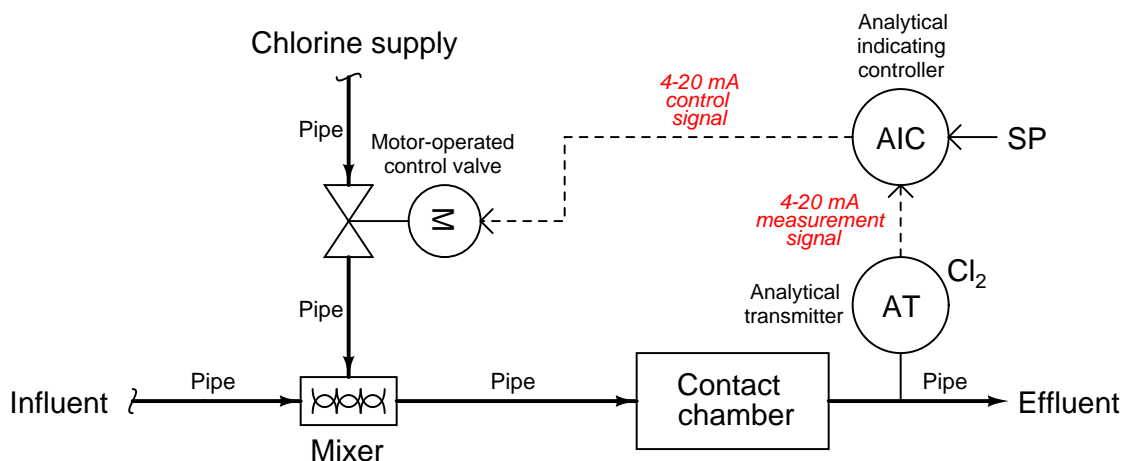 Chlorine supply
Analytical
indicating
controller
4-20 mA
control
signal
Pipe
Motor-operated
control valve
AIC
SP
M
4-20 mA
measurement
signal
Pipe
Cl2
Analytical
transmitter
AT
Influent
Pipe
Mixer
Pipe
Contact
chamber
Pipe
Effluent